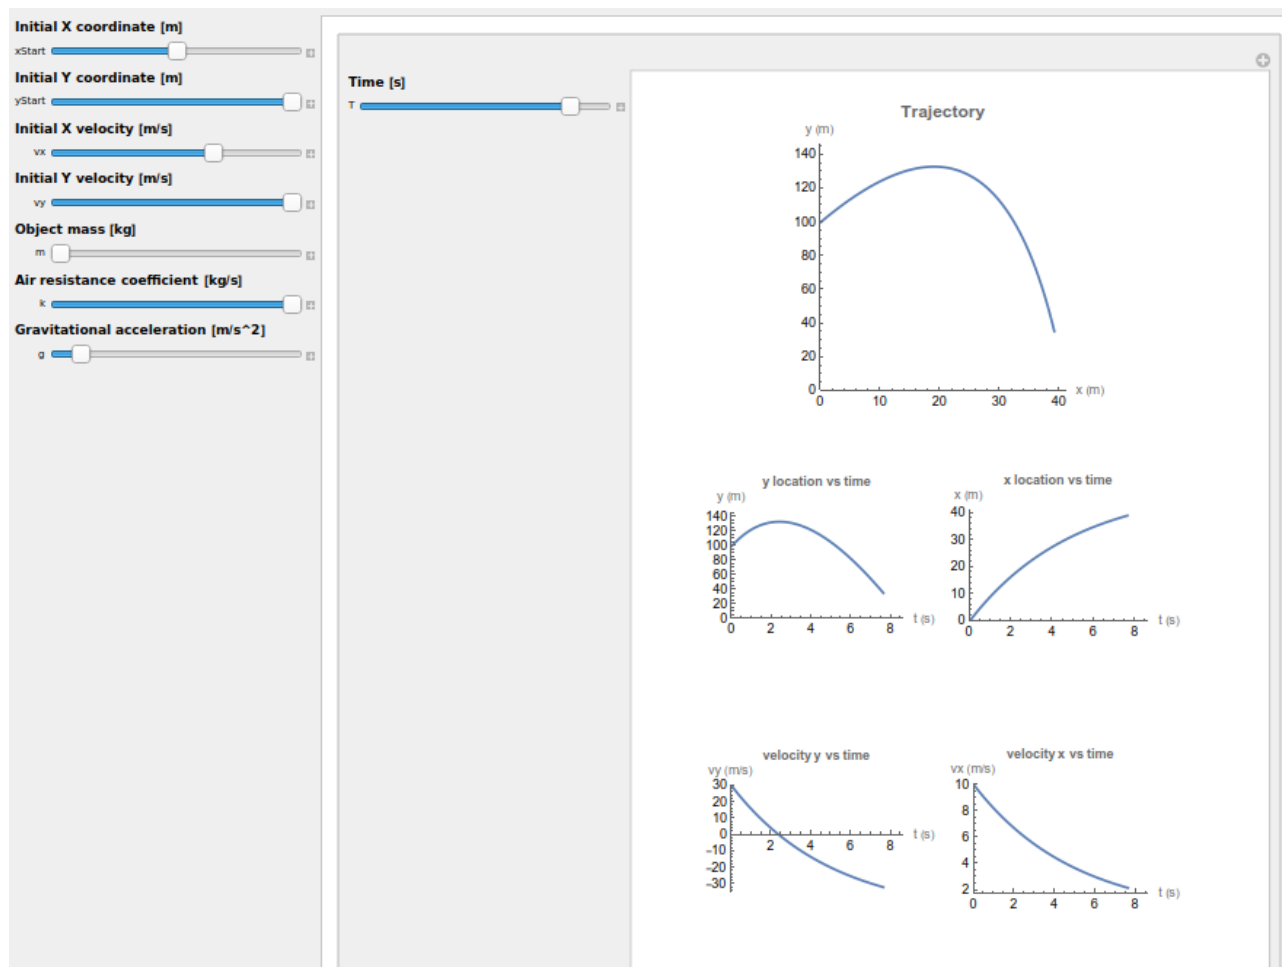 Initial X coordinate [m]
xStart
Initial Y coordinate [m]
yStart
Initial X velocity [m/s]
vx
Initial Y velocity [m/s]
vy
Object mass [kg]
m
Air resistance coefficient [kg/s]
k
Gravitational acceleration [m/s^2]
g
Time [s]
T
Trajectory
y (m)
140
120
100
80
60
40
20
0
0 10 20 30 40
x (m)
y location vs time
y (m)
140
120
100
80
60
40
20
0
0 2 4 6 8
t (s)
x location vs time
x (m)
40
30
20
10
0
0 2 4 6 8
t (s)
velocity y vs time
vy (m/s)
30
20
10
0
-10
-20
-30
2 4 6 8
t (s)
velocity x vs time
vx (m/s)
10
8
6
4
2
0 2 4 6 8
t (s)